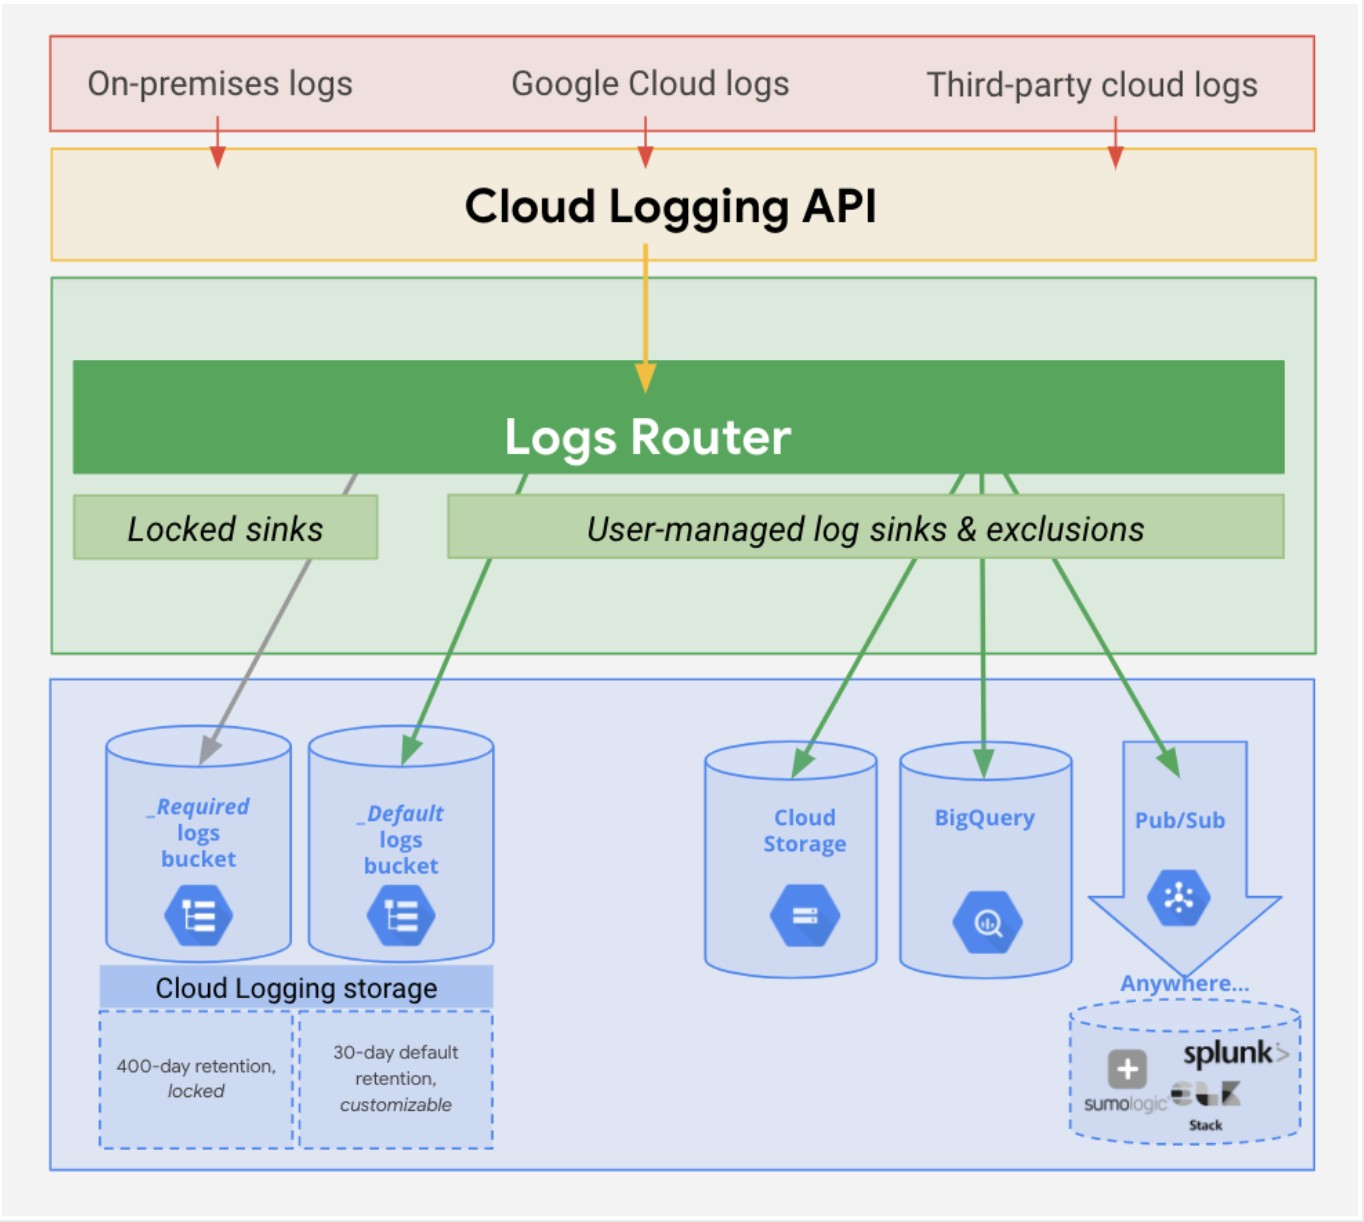 On-premises logs
Google Cloud logs
Third-party cloud logs
Cloud Logging API
Logs Router
Locked sinks
User-managed log sinks & exclusions
_Required
logs
bucket
_Default
logs
bucket
Cloud
Storage
BigQuery
Pub/Sub
Cloud Logging storage
Anywhere...
400-day retention,
locked
30-day default
retention,
customizable
splunk>
sumologic
ELK
Stack